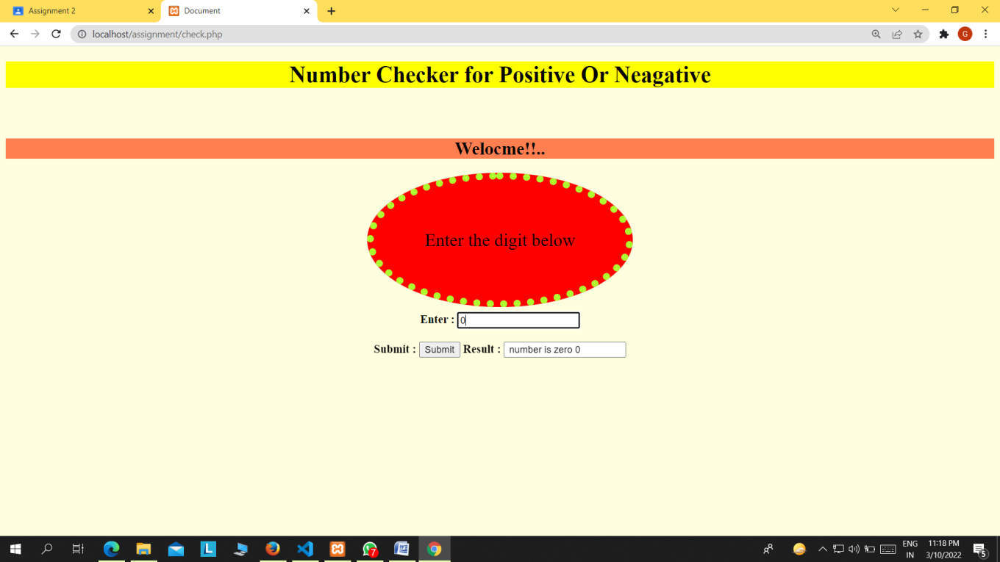 Assignment 2
Document
localhost/assignment/check.php
G
Number Checker for Positive Or Neagative
Welocme!!..
Enter the digit below
Enter : 0
Submit : Submit Result : number is zero 0
L
7
ENG
IN
11:18 PM
3/10/2022
5